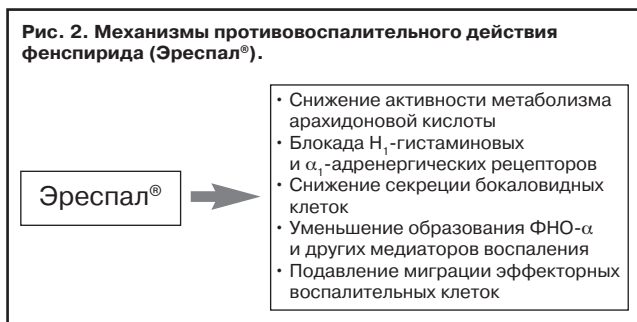 Рис. 2. Механизмы противовоспалительного действия
фенспирида (Эреспал®).
Эреспал®
• Снижение активности метаболизма
арахидоновой кислоты
• Блокада H₁-гистаминовых
и α₁-адренергических рецепторов
• Снижение секреции бокаловидных
клеток
• Уменьшение образования ФНО-α
и других медиаторов воспаления
• Подавление миграции эффекторных
воспалительных клеток